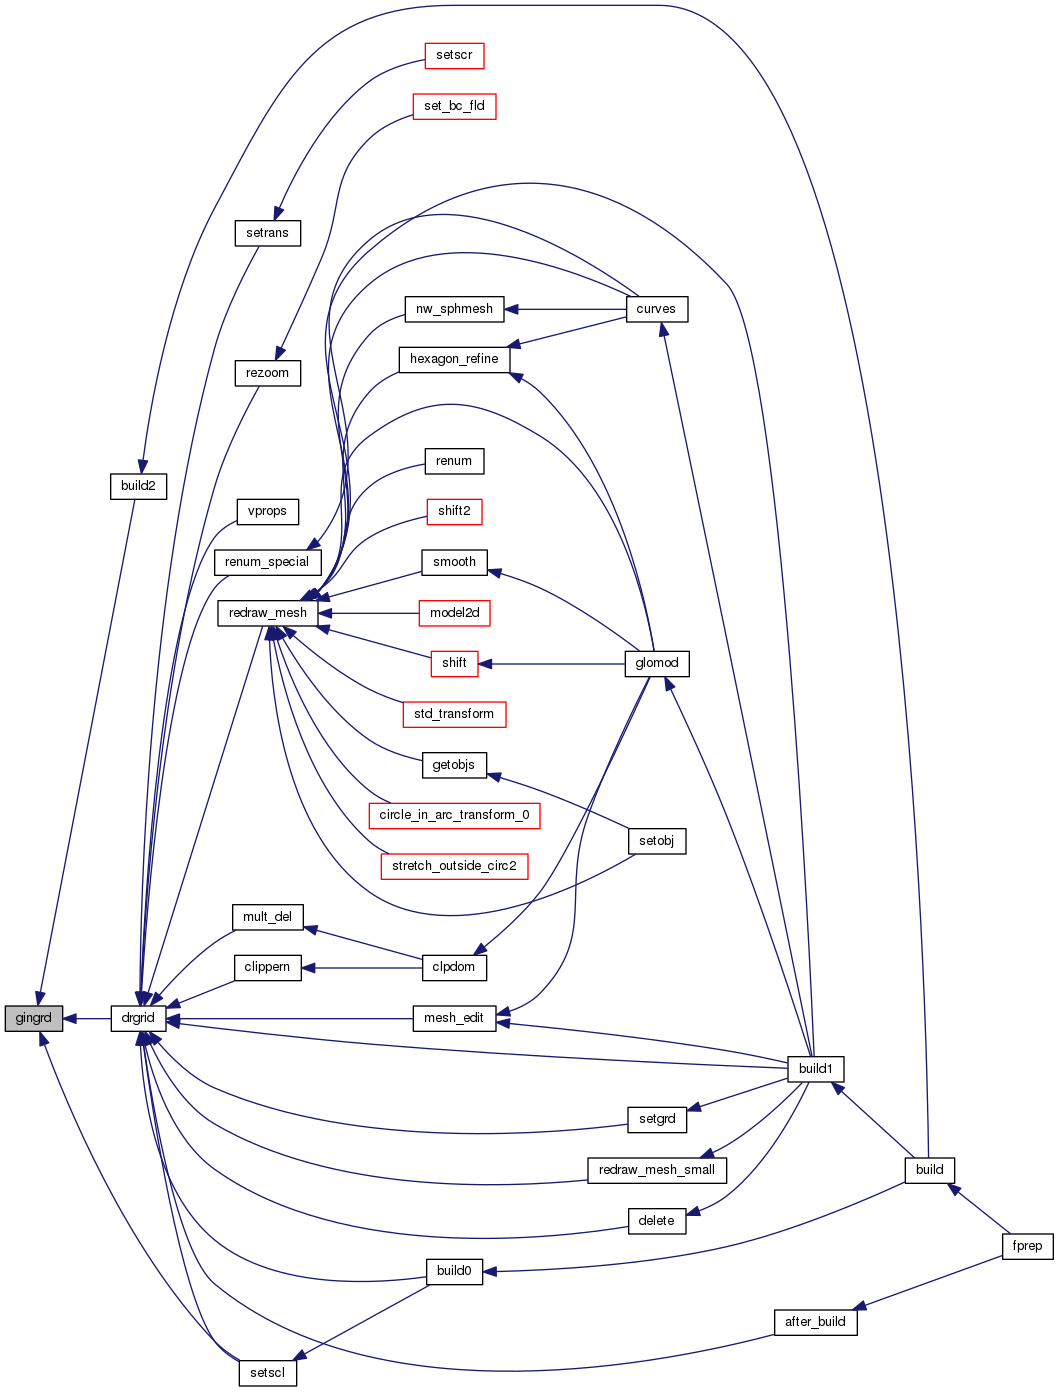 setscr
set_bc_fld
setrans
nw_sphmesh
curves
hexagon_refine
rezoom
renum
build2
vprops
shift2
renum_special
smooth
redraw_mesh
model2d
shift
glomod
std_transform
getobjs
circle_in_arc_transform_0
setobj
stretch_outside_circ2
mult_del
clippern
clpdom
gingrd
drgrid
mesh_edit
build1
setgrd
redraw_mesh_small
build
delete
fprep
build0
after_build
setscl